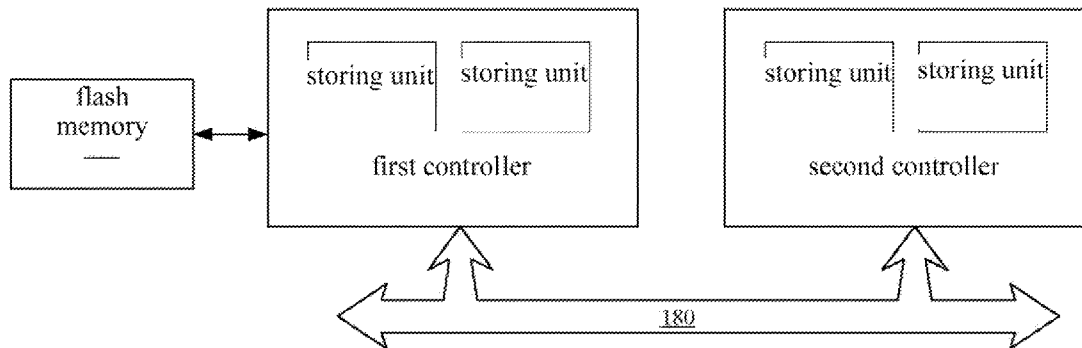 flash
memory
storing unit
storing unit
first controller
storing unit
storing unit
second controller
180